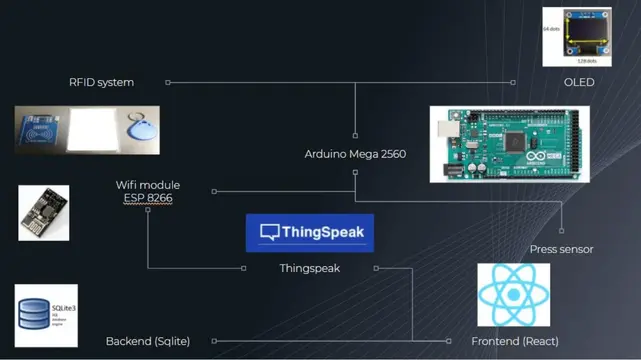 64 dots
128 dots
RFID system
OLED
Arduino Mega 2560
ARDUINO
Wifi module
ESP 8266
ThingSpeak
Press sensor
Thingspeak
SQLite3
Backend (Sqlite)
Frontend (React)